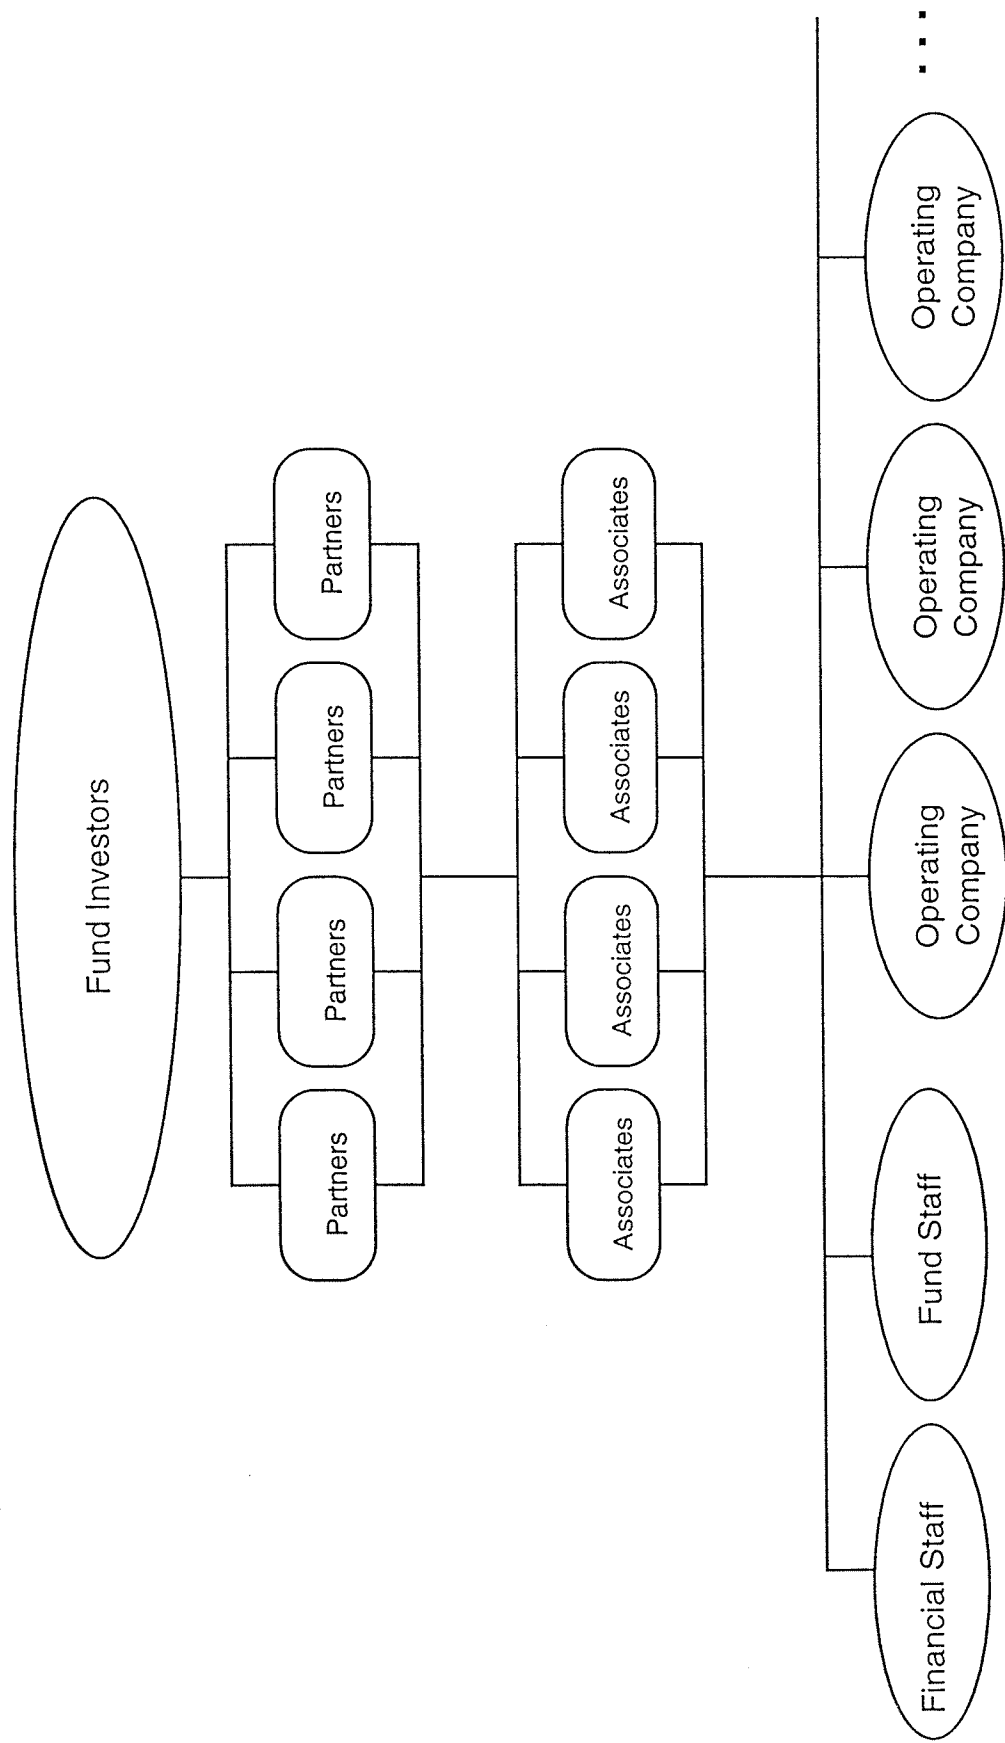 Fund Investors
Partners
Partners
Partners
Partners
Associates
Associates
Associates
Associates
Financial Staff
Fund Staff
Operating
Company
Operating
Company
Operating
Company
...